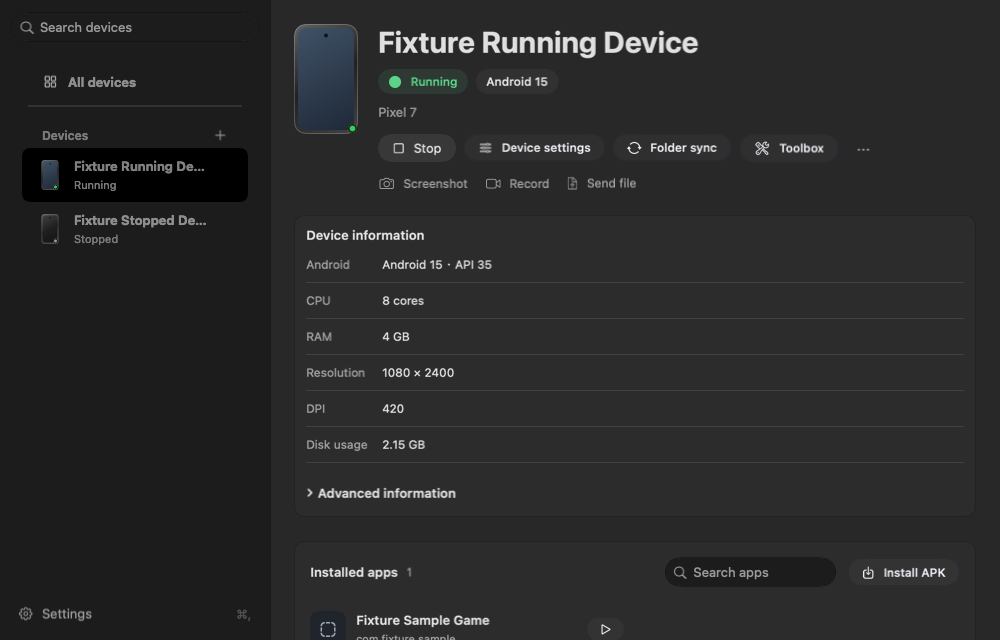 Search devices
All devices
Devices
Fixture Running De...
Running
Fixture Stopped De...
Stopped
Settings ⌘,
Fixture Running Device
Running Android 15
Pixel 7
Stop Device settings Folder sync Toolbox ...
Screenshot Record Send file
Device information
Android Android 15 · API 35
CPU 8 cores
RAM 4 GB
Resolution 1080 × 2400
DPI 420
Disk usage 2.15 GB
Advanced information
Installed apps 1 Search apps Install APK
Fixture Sample Game
com.fixture.sample